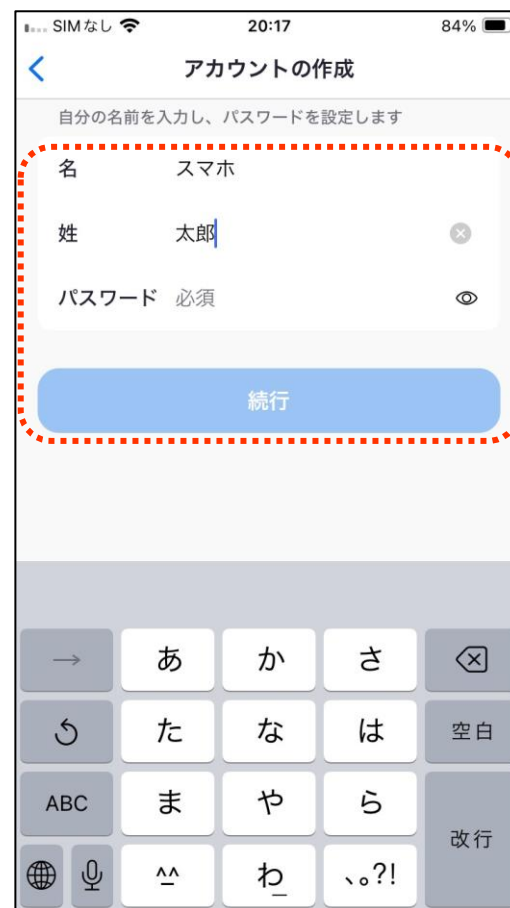 SIMなし 20:17 84%
アカウントの作成
自分の名前を入力し、パスワードを設定します
名 スマホ
姓 太郎
パスワード 必須
続行
→ あ か さ
た な は 空白
ABC ま や ら
改行
^^ わ_ 、。?!